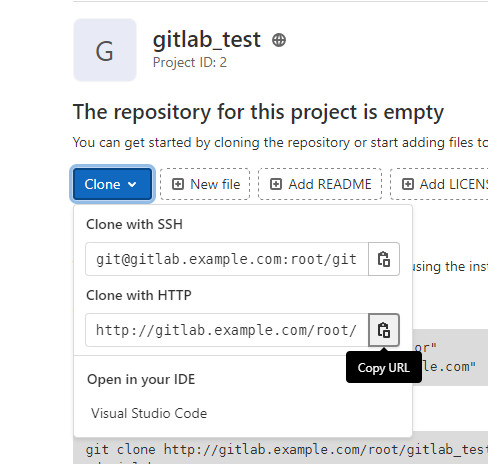 G
gitlab_test
Project ID: 2
The repository for this project is empty
You can get started by cloning the repository or start adding files to
Clone
New file
Add README
Add LICEN
Clone with SSH
git@gitlab.example.com:root/git
using the inst
Clone with HTTP
http://gitlab.example.com/root/
or"
le.com"
Copy URL
Open in your IDE
Visual Studio Code
git clone http://gitlab.example.com/root/gitlab_test